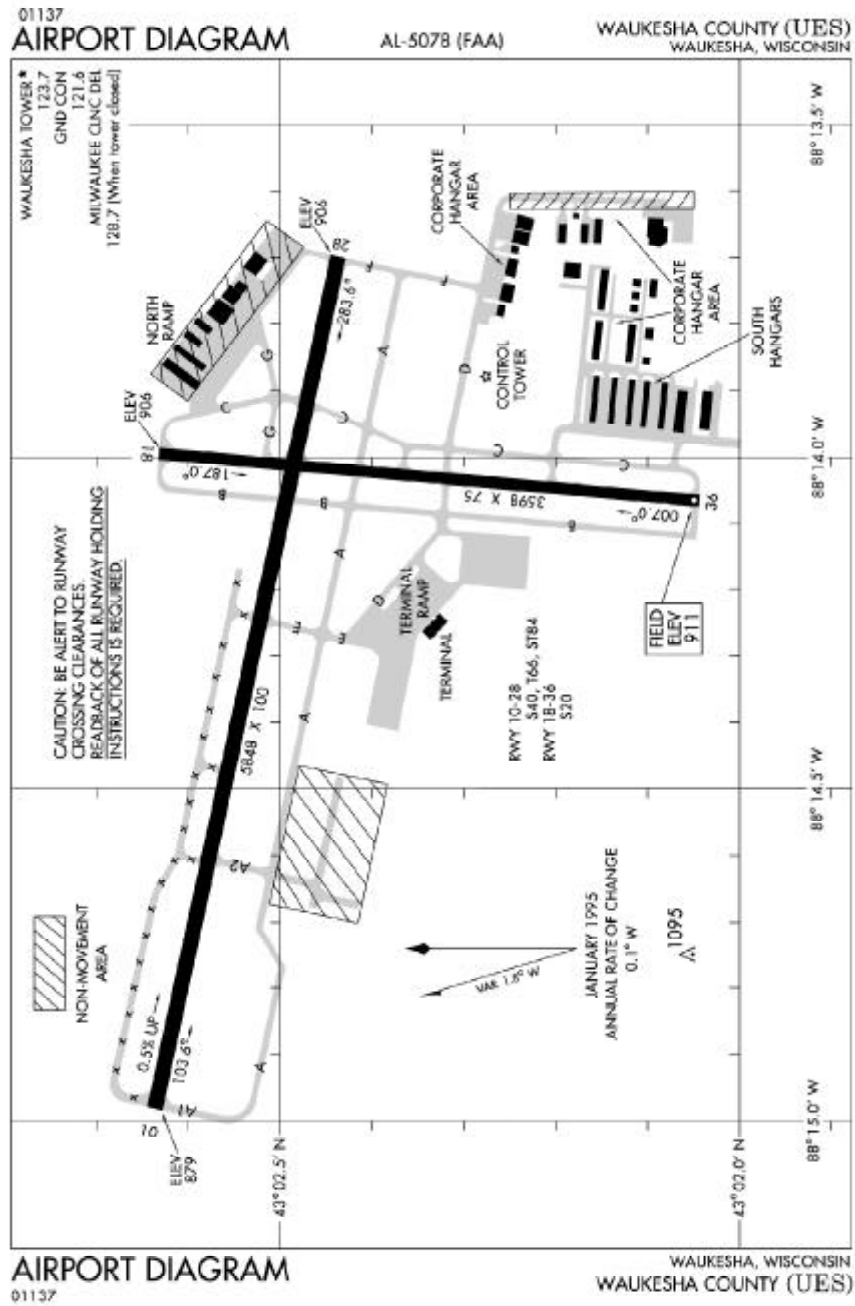 01137
AIRPORT DIAGRAM
AL-5078 (FAA)
WAUKESHA COUNTY (UES)
WAUKESHA, WISCONSIN
WAUKESHA TOWER*
123.7
GND CON
121.6
MILWAUKEE CLNC DEL
128.7 [When tower closed]
88°13.5' W
CORPORATE
HANGAR
AREA
ELEV
906
28
NORTH
RAMP
283.6°
F
F
G
A
D
CONTROL
TOWER
CORPORATE
HANGAR
AREA
SOUTH
HANGARS
ELEV
906
18
C
G
C
C
C
88°14.0' W
187.0°
3598 X 75
007.0°
36
B
B
B
CAUTION: BE ALERT TO RUNWAY
CROSSING CLEARANCES.
READBACK OF ALL RUNWAY HOLDING
INSTRUCTIONS IS REQUIRED.
A
D
TERMINAL
RAMP
TERMINAL
FIELD
ELEV
911
x
E
E
5848 X 100
A
RWY 10-28
S40, T66, ST84
RWY 18-36
S20
88°14.5' W
A2
NON-MOVEMENT
AREA
VAR 1.8° W
JANUARY 1995
ANNUAL RATE OF CHANGE
0.1° W
1095
0.5% UP
103.6°
A
A1
10
ELEV
879
88°15.0' W
43°02.5' N
43°02.0' N
AIRPORT DIAGRAM
01137
WAUKESHA, WISCONSIN
WAUKESHA COUNTY (UES)